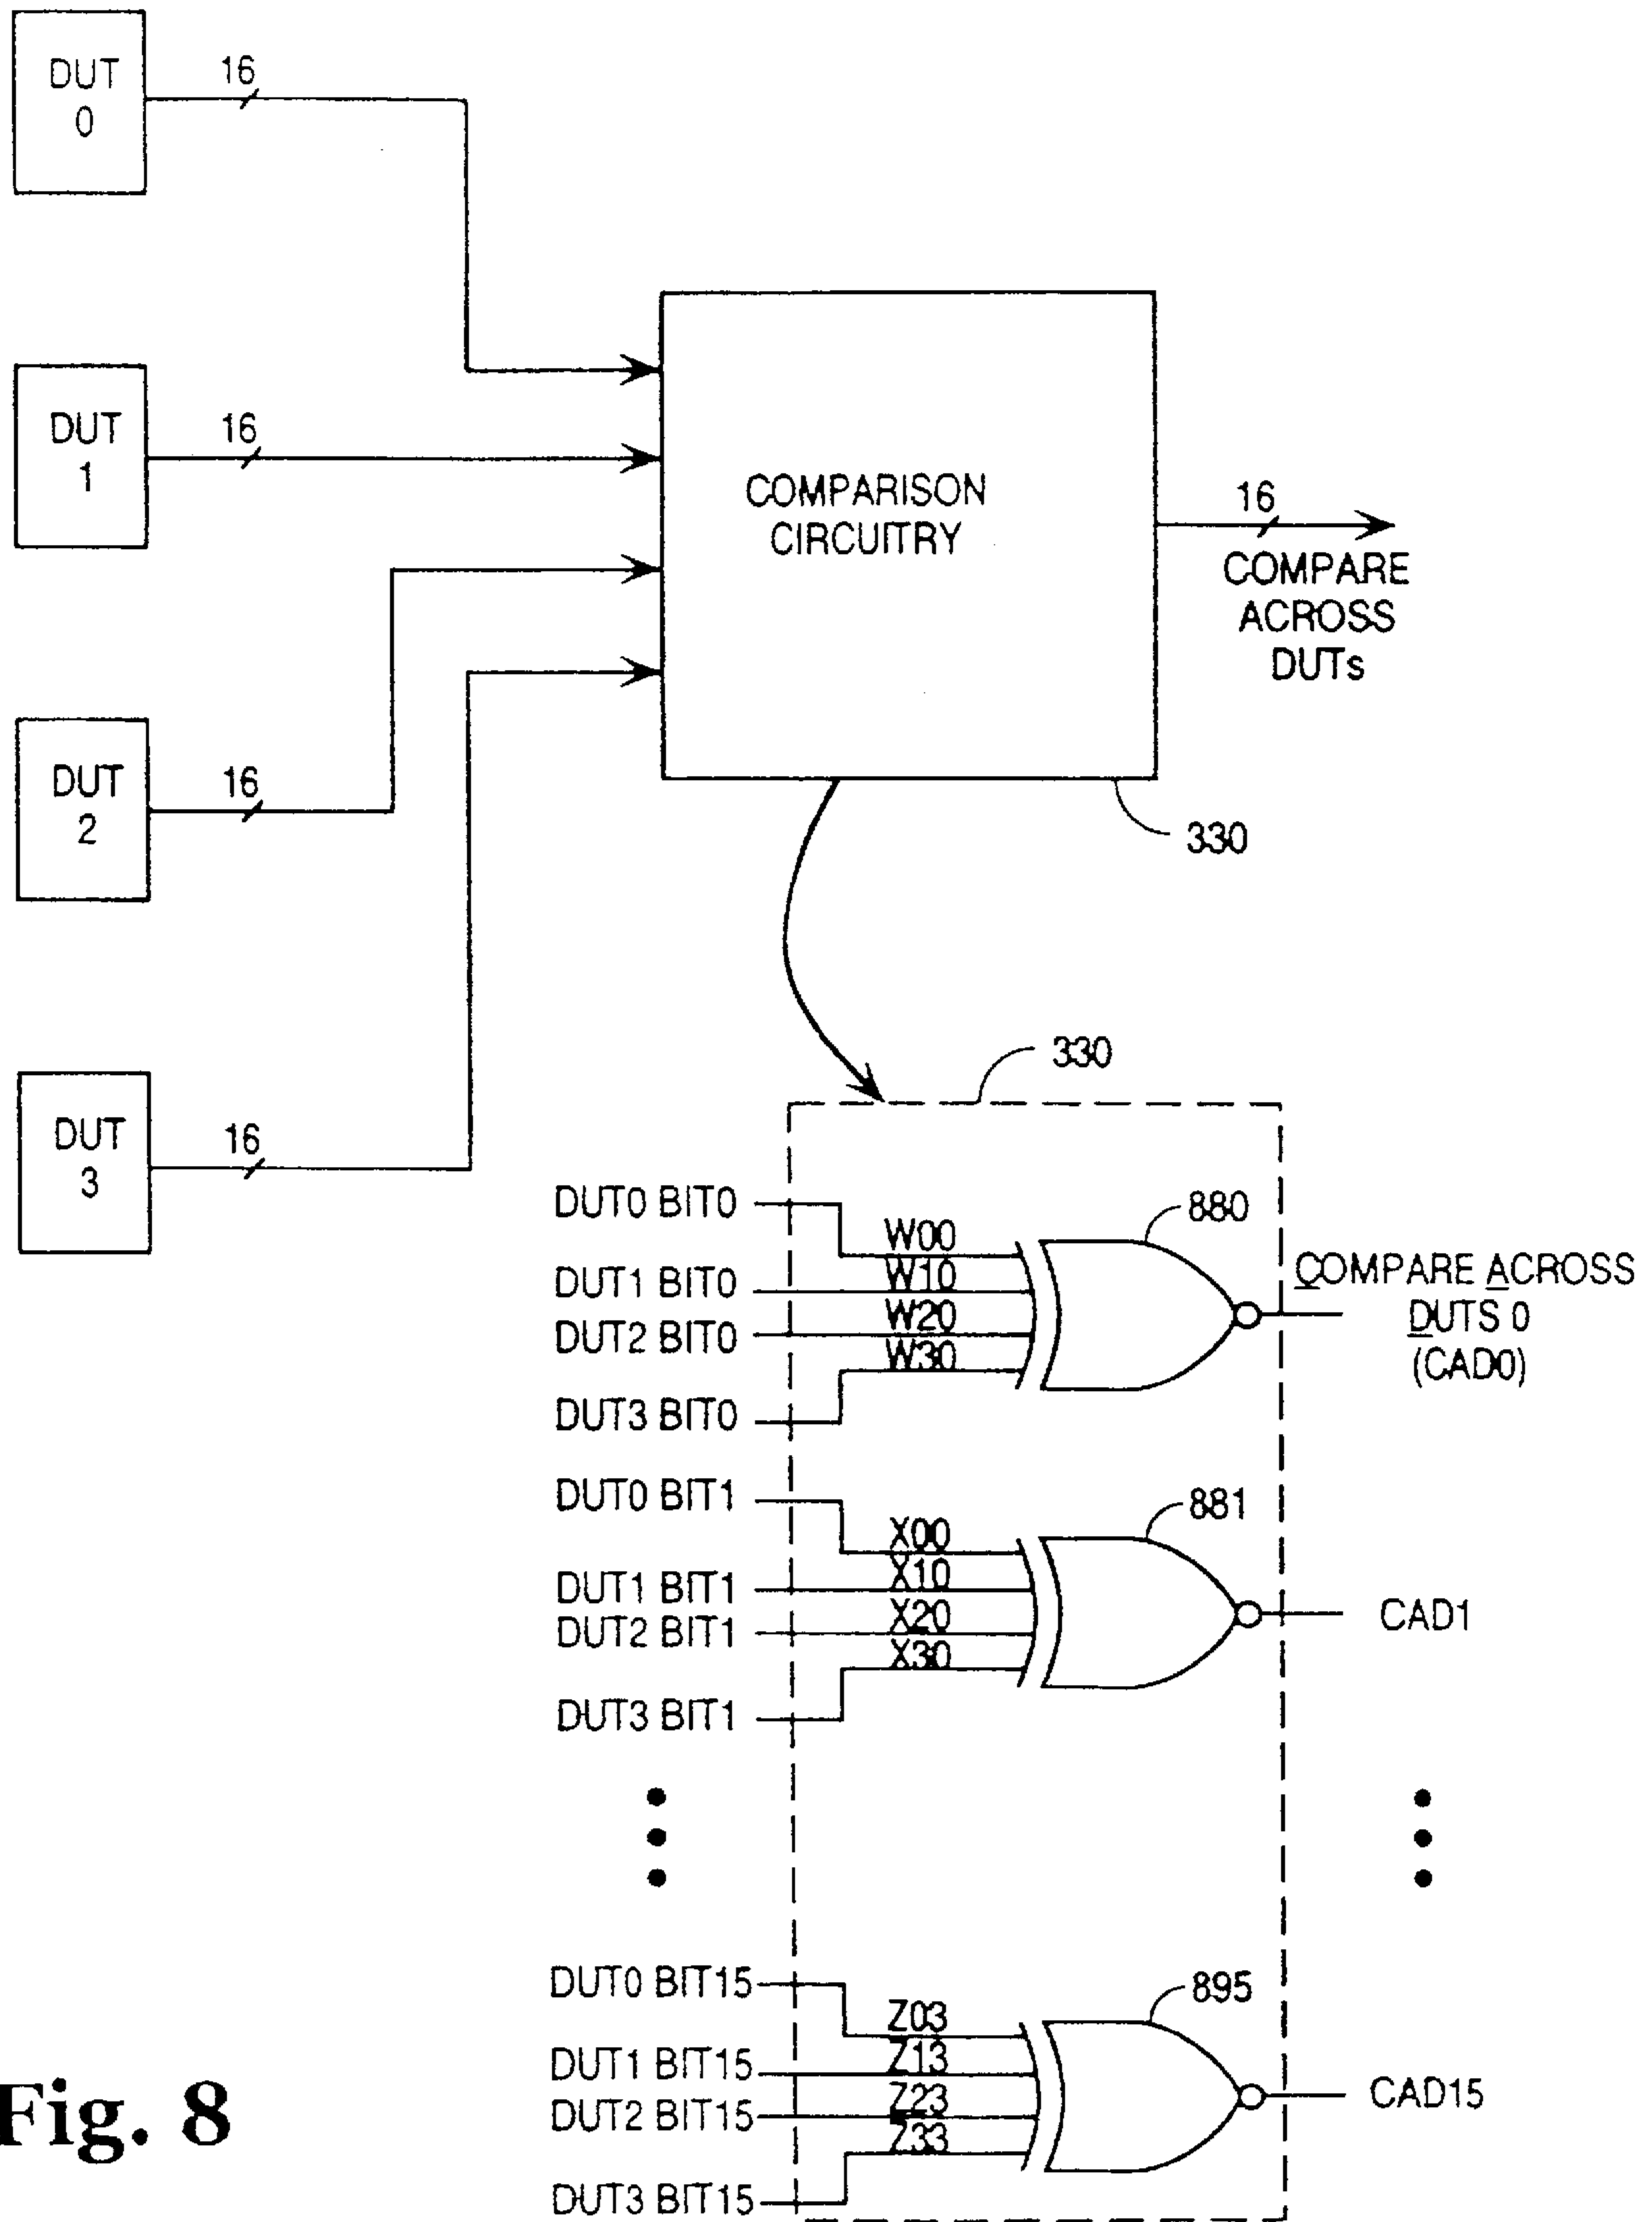 DUT
0
16
DUT
1
16
COMPARISON
CIRCUITRY
16
COMPARE
ACROSS
DUTs
DUT
2
16
330
DUT
3
16
330
DUT0 BIT0
W00
880
DUT1 BIT0
W10
COMPARE ACROSS
DUTS 0
(CAD0)
DUT2 BIT0
W20
W30
DUT3 BIT0
DUT0 BIT1
X00
881
DUT1 BIT1
X10
CAD1
DUT2 BIT1
X20
X30
DUT3 BIT1
DUT0 BIT15
Z03
895
DUT1 BIT15
Z13
CAD15
DUT2 BIT15
Z23
Z33
DUT3 BIT15
Fig. 8